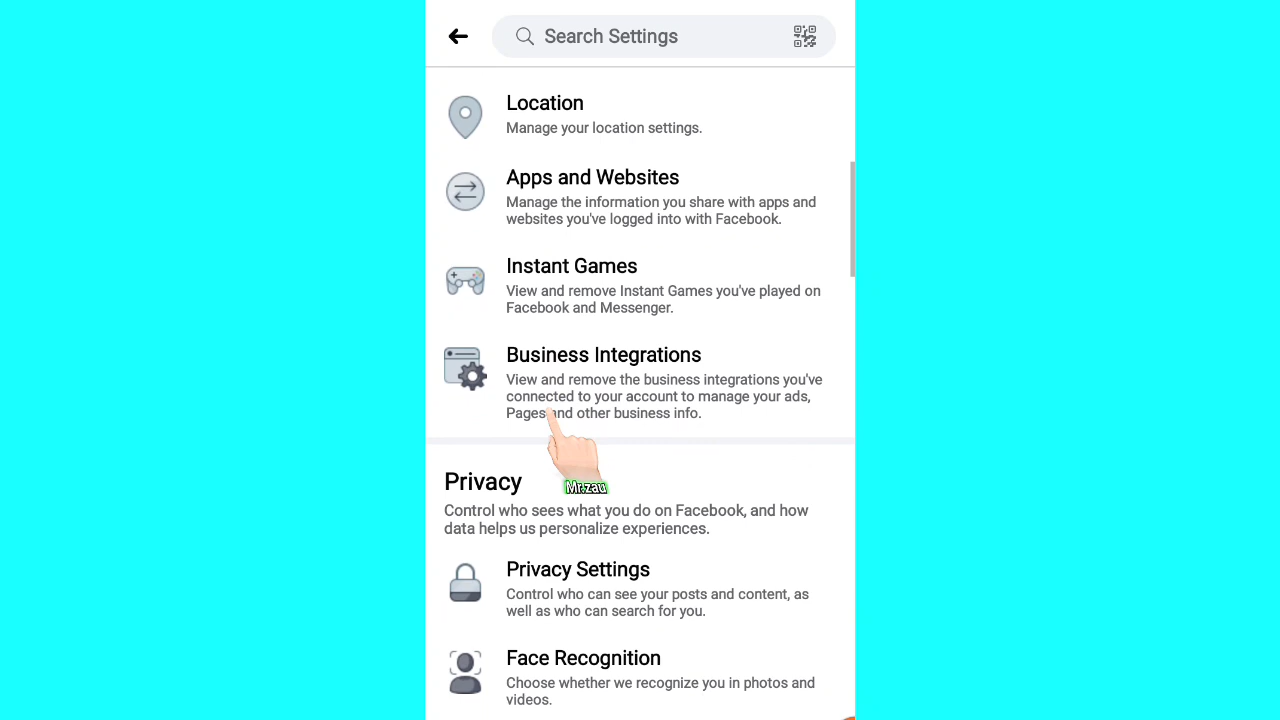 Search Settings
Location
Manage your location settings.
Apps and Websites
Manage the information you share with apps and
websites you've logged into with Facebook.
Instant Games
View and remove Instant Games you've played on
Facebook and Messenger.
Business Integrations
View and remove the business integrations you've
connected to your account to manage your ads,
Pages and other business info.
Privacy
Mr.zau
Control who sees what you do on Facebook, and how
data helps us personalize experiences.
Privacy Settings
Control who can see your posts and content, as
well as who can search for you.
Face Recognition
Choose whether we recognize you in photos and
videos.